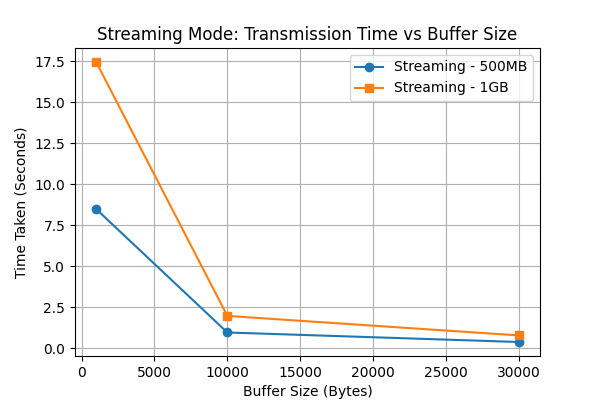 Streaming Mode: Transmission Time vs Buffer Size
Streaming - 500MB
Streaming - 1GB
Time Taken (Seconds)
17.5
15.0
12.5
10.0
7.5
5.0
2.5
0.0
0 5000 10000 15000 20000 25000 30000
Buffer Size (Bytes)